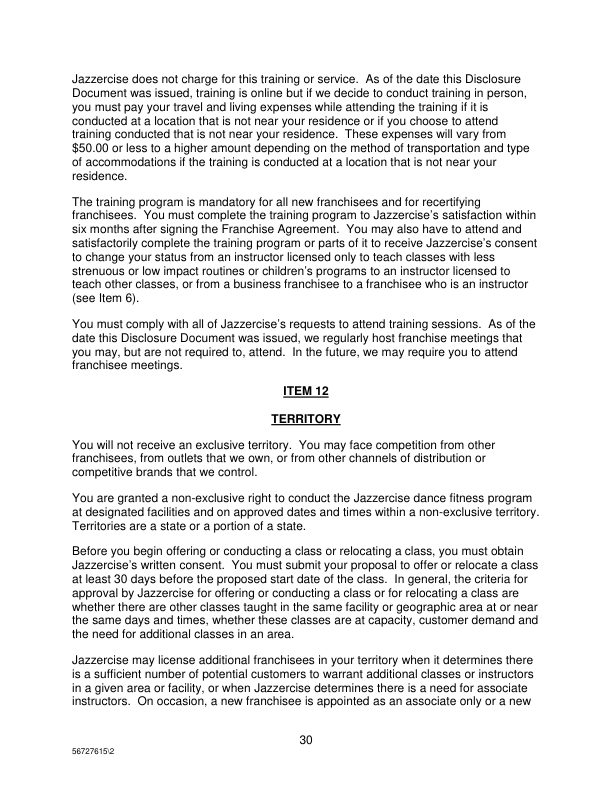 Jazzercise does not charge for this training or service.  As of the date this Disclosure
Document was issued, training is online but if we decide to conduct training in person,
you must pay your travel and living expenses while attending the training if it is
conducted at a location that is not near your residence or if you choose to attend
training conducted that is not near your residence.  These expenses will vary from
$50.00 or less to a higher amount depending on the method of transportation and type
of accommodations if the training is conducted at a location that is not near your
residence.
The training program is mandatory for all new franchisees and for recertifying
franchisees.  You must complete the training program to Jazzercise's satisfaction within
six months after signing the Franchise Agreement.  You may also have to attend and
satisfactorily complete the training program or parts of it to receive Jazzercise's consent
to change your status from an instructor licensed only to teach classes with less
strenuous or low impact routines or children's programs to an instructor licensed to
teach other classes, or from a business franchisee to a franchisee who is an instructor
(see Item 6).
You must comply with all of Jazzercise's requests to attend training sessions.  As of the
date this Disclosure Document was issued, we regularly host franchise meetings that
you may, but are not required to, attend.  In the future, we may require you to attend
franchisee meetings.
ITEM 12
TERRITORY
You will not receive an exclusive territory.  You may face competition from other
franchisees, from outlets that we own, or from other channels of distribution or
competitive brands that we control.
You are granted a non-exclusive right to conduct the Jazzercise dance fitness program
at designated facilities and on approved dates and times within a non-exclusive territory.
Territories are a state or a portion of a state.
Before you begin offering or conducting a class or relocating a class, you must obtain
Jazzercise's written consent.  You must submit your proposal to offer or relocate a class
at least 30 days before the proposed start date of the class.  In general, the criteria for
approval by Jazzercise for offering or conducting a class or for relocating a class are
whether there are other classes taught in the same facility or geographic area at or near
the same days and times, whether these classes are at capacity, customer demand and
the need for additional classes in an area.
Jazzercise may license additional franchisees in your territory when it determines there
is a sufficient number of potential customers to warrant additional classes or instructors
in a given area or facility, or when Jazzercise determines there is a need for associate
instructors.  On occasion, a new franchisee is appointed as an associate only or a new
30
56727615\2